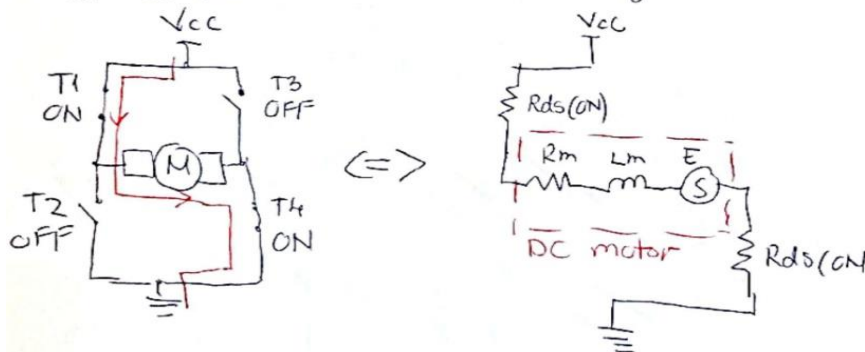 Vcc
T1
ON
T3
OFF
M
T2
OFF
T4
ON
<=>
Vcc
Rds(ON)
Rm Lm E
S
DC motor
Rds(ON